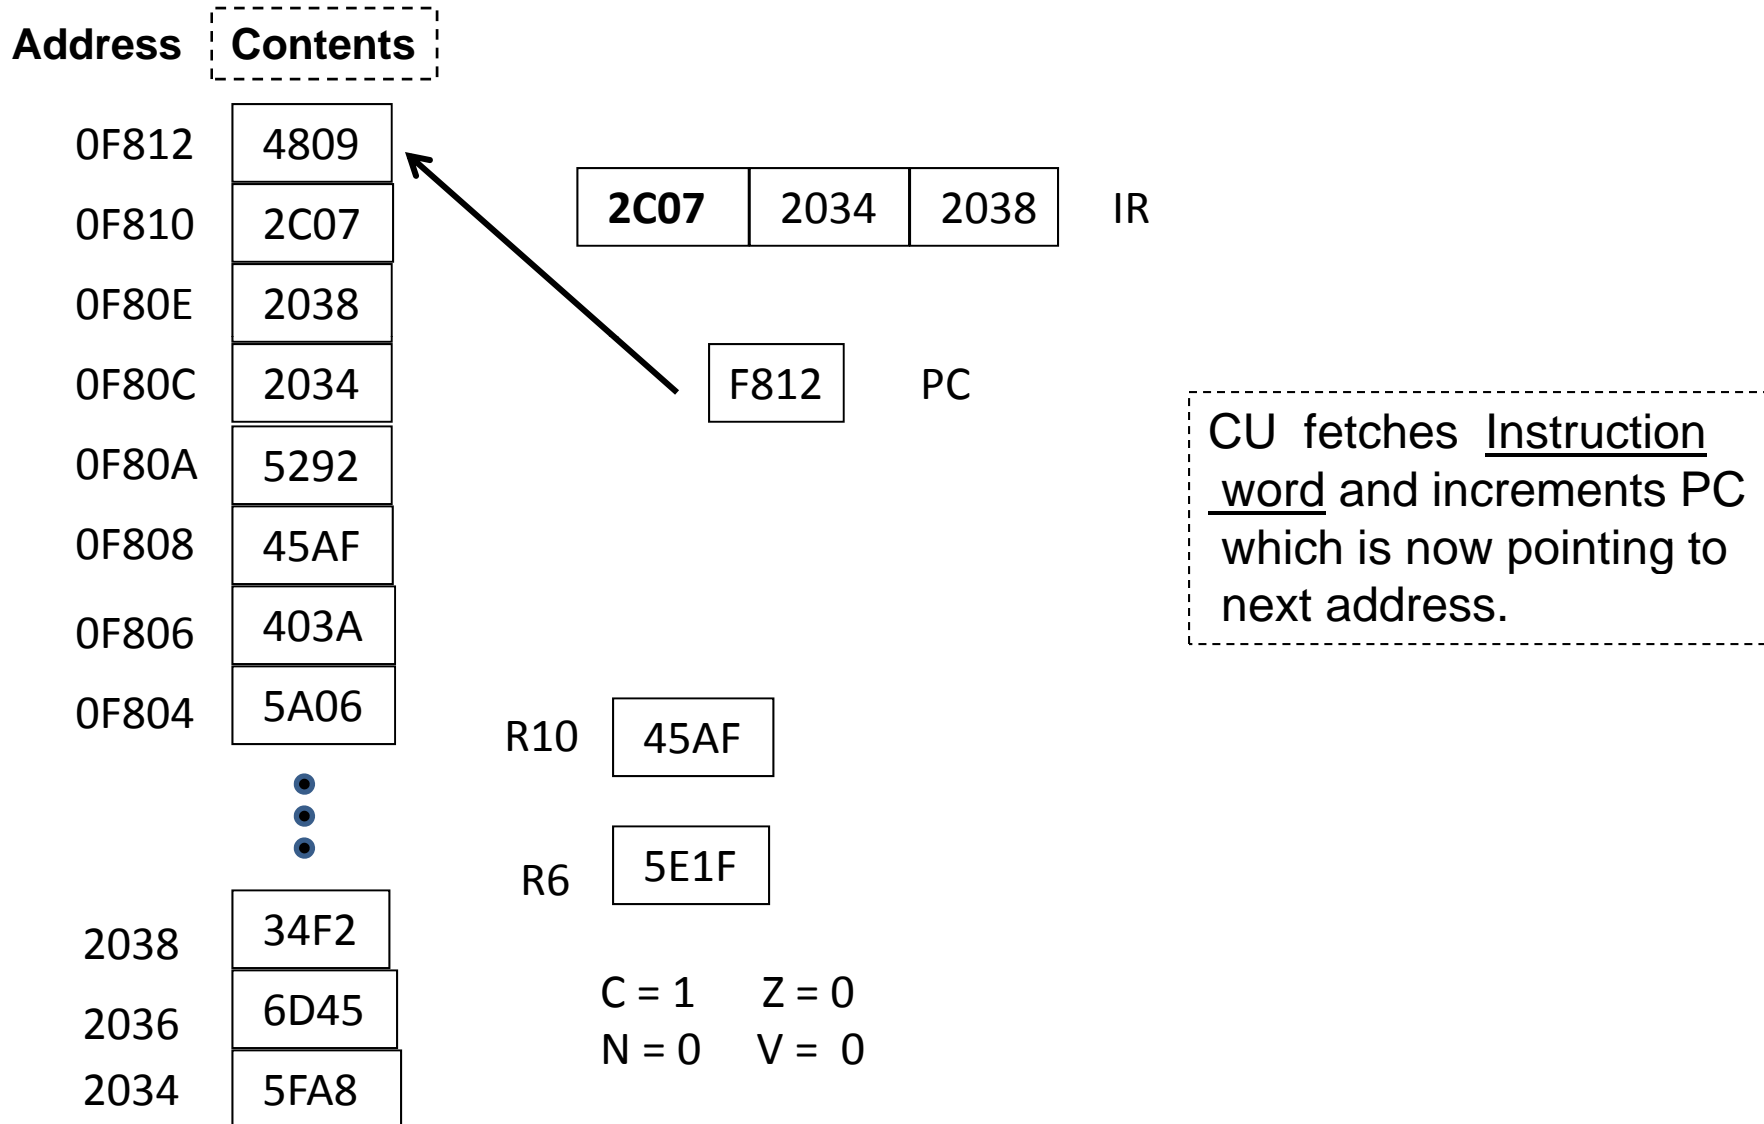 Address Contents
0F812 4809
0F810 2C07
2C07 2034 2038 IR
0F80E 2038
0F80C 2034
F812 PC
0F80A 5292
0F808 45AF
0F806 403A
0F804 5A06
CU fetches Instruction
word and increments PC
which is now pointing to
next address.
R10 45AF
R6 5E1F
2038 34F2
2036 6D45
2034 5FA8
C = 1 Z = 0
N = 0 V = 0